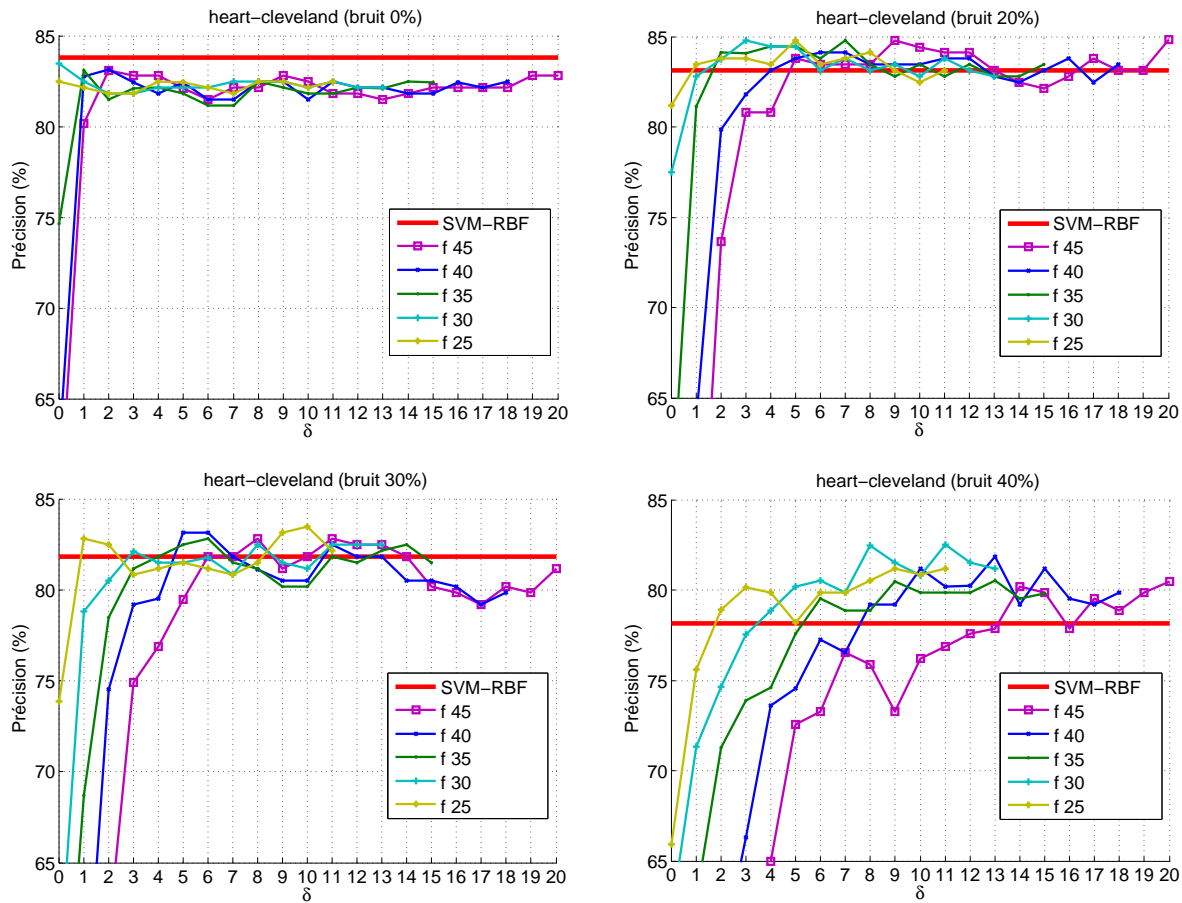 heart−cleveland (bruit 0%)
85
80
75
70
65
Précision (%)
0 1 2 3 4 5 6 7 8 9 10 11 12 13 14 15 16 17 18 19 20
δ
SVM−RBF
f 45
f 40
f 35
f 30
f 25
heart−cleveland (bruit 20%)
85
80
75
70
65
Précision (%)
0 1 2 3 4 5 6 7 8 9 10 11 12 13 14 15 16 17 18 19 20
δ
SVM−RBF
f 45
f 40
f 35
f 30
f 25
heart−cleveland (bruit 30%)
85
80
75
70
65
Précision (%)
0 1 2 3 4 5 6 7 8 9 10 11 12 13 14 15 16 17 18 19 20
δ
SVM−RBF
f 45
f 40
f 35
f 30
f 25
heart−cleveland (bruit 40%)
85
80
75
70
65
Précision (%)
0 1 2 3 4 5 6 7 8 9 10 11 12 13 14 15 16 17 18 19 20
δ
SVM−RBF
f 45
f 40
f 35
f 30
f 25